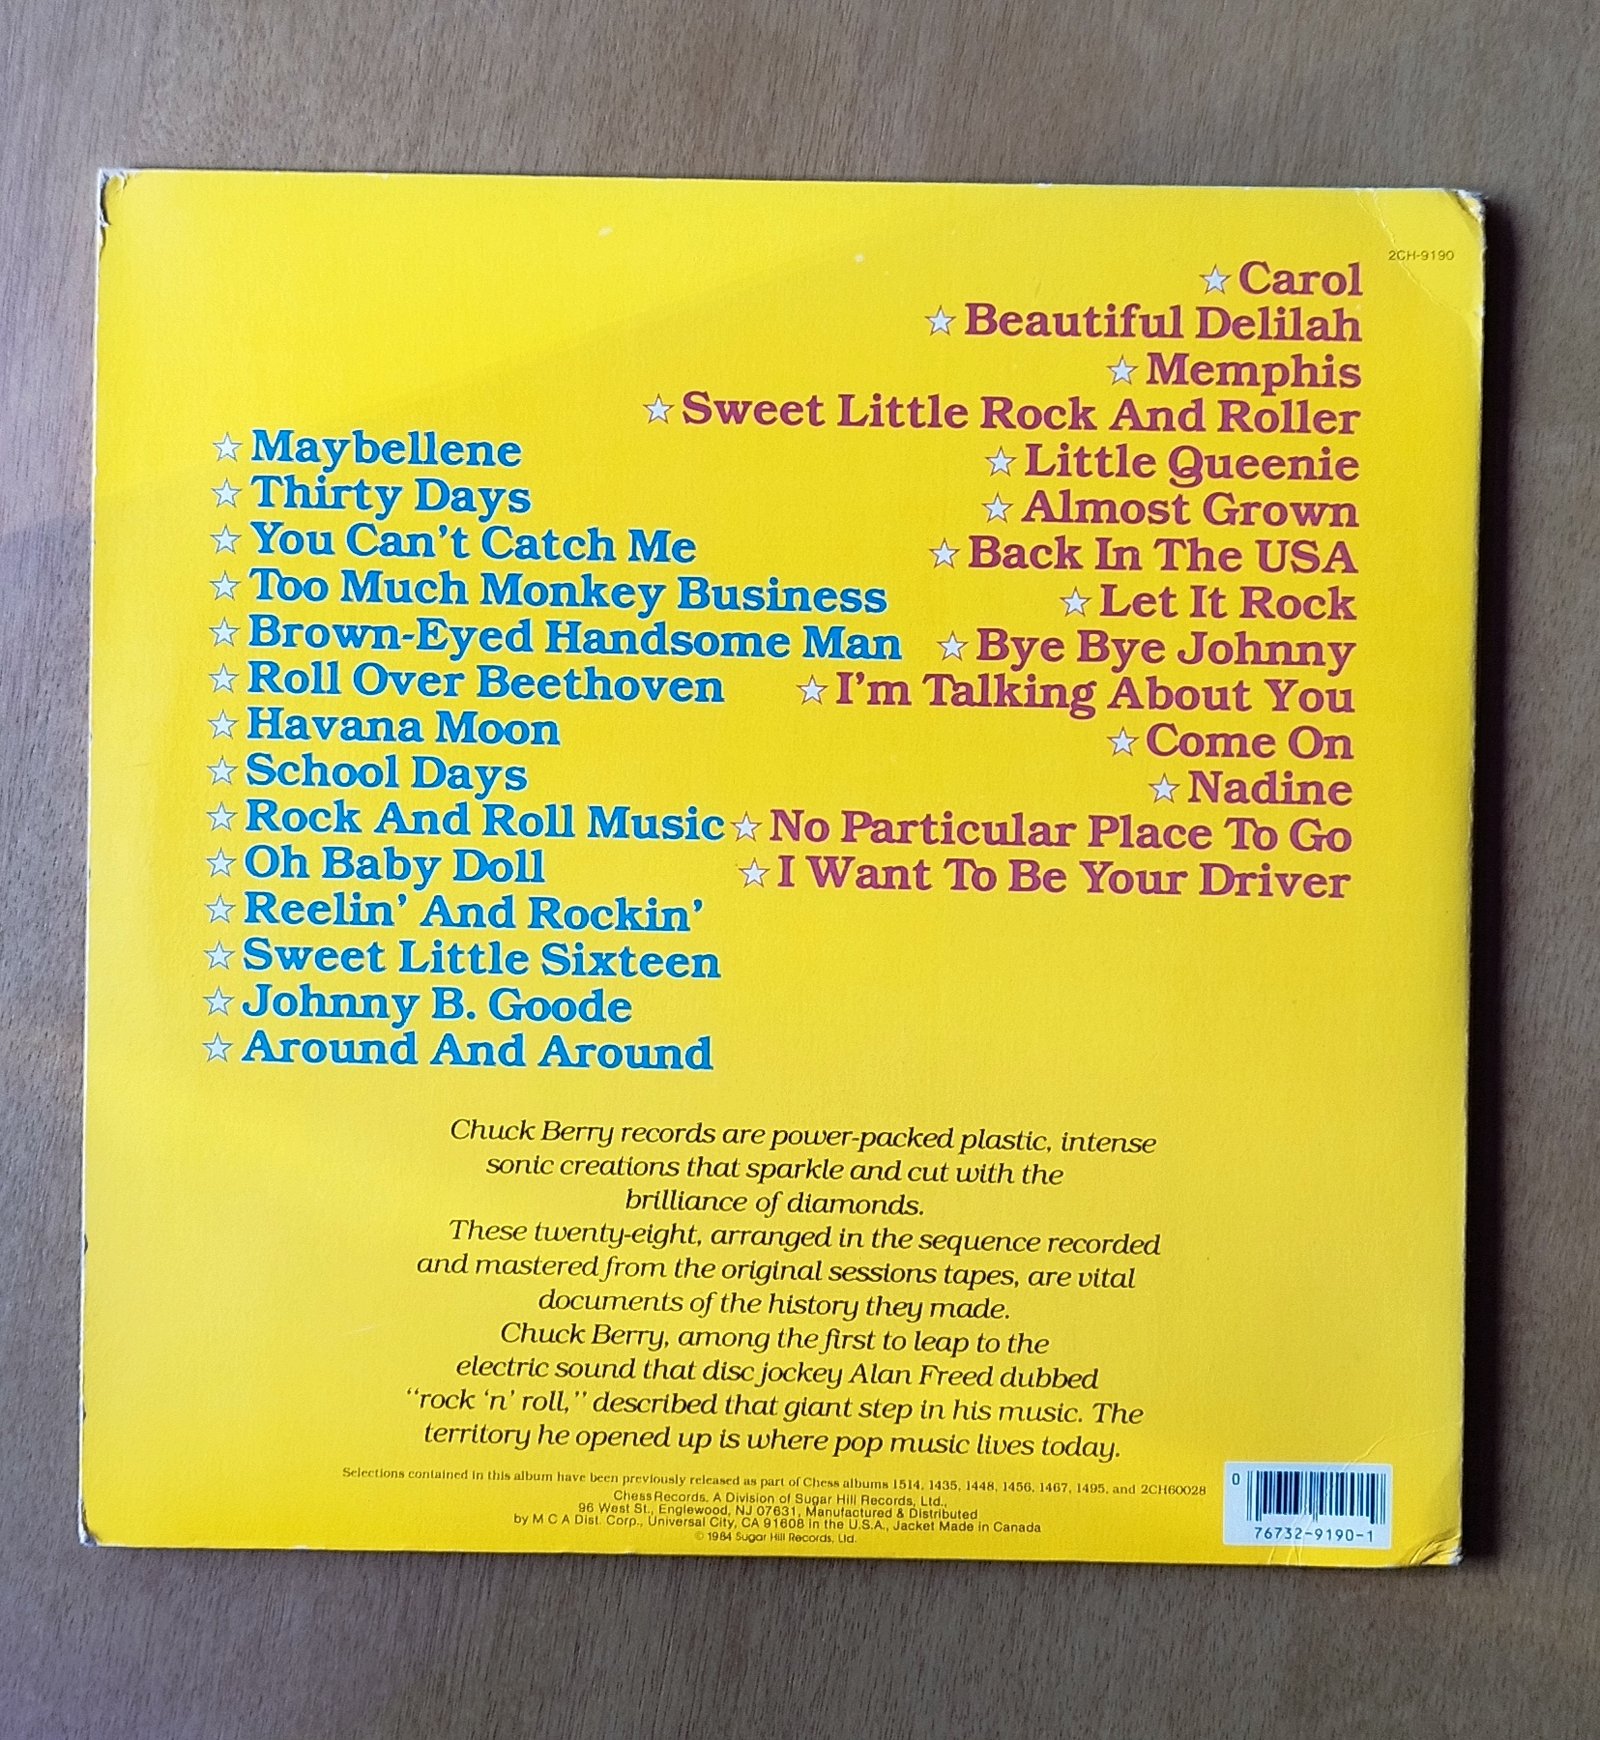 2CH-9190
☆ Maybellene
☆ Thirty Days
☆ You Can't Catch Me
☆ Too Much Monkey Business
☆ Brown-Eyed Handsome Man
☆ Roll Over Beethoven
☆ Havana Moon
☆ School Days
☆ Rock And Roll Music
☆ Oh Baby Doll
☆ Reelin' And Rockin'
☆ Sweet Little Sixteen
☆ Johnny B. Goode
☆ Around And Around
☆ Carol
☆ Beautiful Delilah
☆ Memphis
☆ Sweet Little Rock And Roller
☆ Little Queenie
☆ Almost Grown
☆ Back In The USA
☆ Let It Rock
☆ Bye Bye Johnny
☆ I'm Talking About You
☆ Come On
☆ Nadine
☆ No Particular Place To Go
☆ I Want To Be Your Driver
Chuck Berry records are power-packed plastic, intense
sonic creations that sparkle and cut with the
brilliance of diamonds.
These twenty-eight, arranged in the sequence recorded
and mastered from the original sessions tapes, are vital
documents of the history they made.
Chuck Berry, among the first to leap to the
electric sound that disc jockey Alan Freed dubbed
"rock 'n' roll," described that giant step in his music. The
territory he opened up is where pop music lives today.
Selections contained in this album have been previously released as part of Chess albums 1514, 1435, 1448, 1456, 1467, 1495, and 2CH60028
Chess Records, A Division of Sugar Hill Records, Ltd.,
96 West St., Englewood, NJ 07631, Manufactured & Distributed
by M C A Dist. Corp., Universal City, CA 91608 in the U.S.A., Jacket Made in Canada
© 1984 Sugar Hill Records, Ltd.
0
76732-9190-1